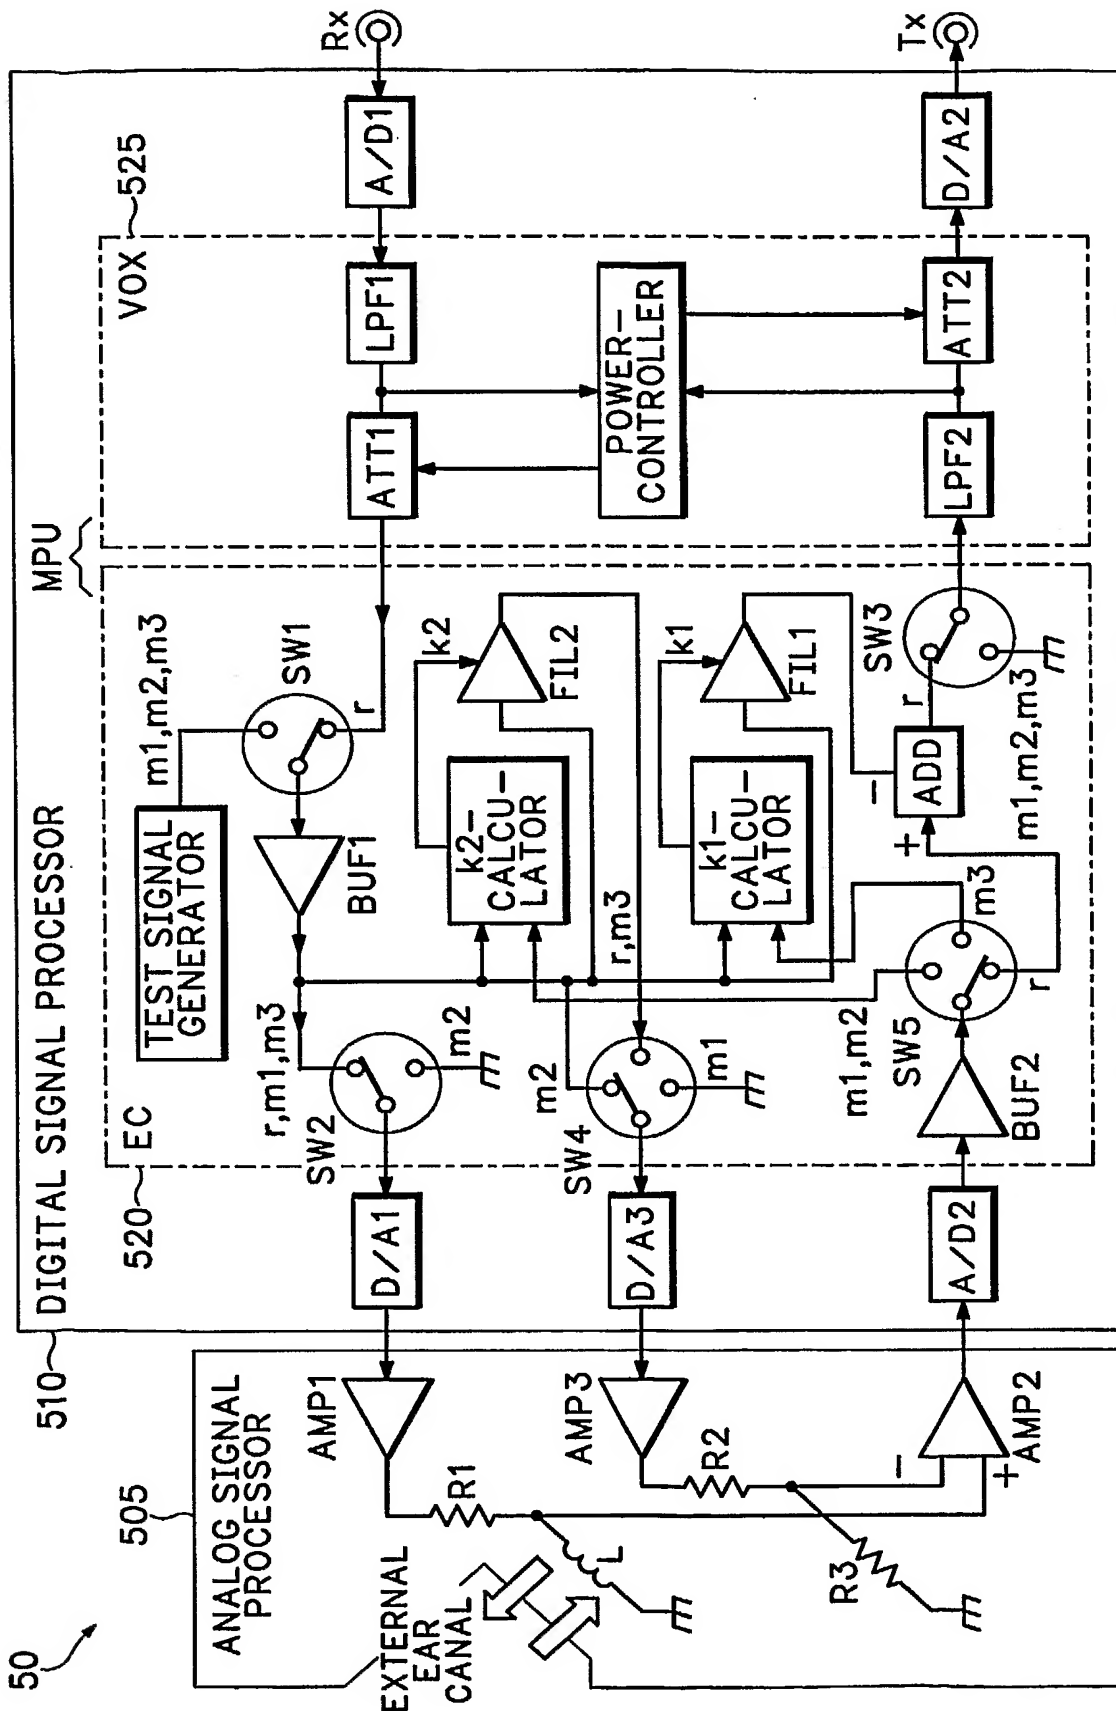 50
505
ANALOG SIGNAL
PROCESSOR
EXTERNAL
EAR
CANAL
AMP1
R1
L
AMP3
R2
R3
AMP2
−
+
510
DIGITAL SIGNAL PROCESSOR
MPU
520
EC
TEST SIGNAL
GENERATOR
m1,m2,m3
SW1
r
BUF1
r,m1,m3
SW2
m2
D/A1
k2−
CALCU−
LATOR
k2
FIL2
r,m3
m2
SW4
m1
D/A3
k1−
CALCU−
LATOR
k1
FIL1
m1,m2
m3
SW5
r
BUF2
A/D2
+
−
ADD
r
SW3
m1,m2,m3
VOX
525
ATT1
LPF1
A/D1
Rx
POWER−
CONTROLLER
LPF2
ATT2
D/A2
Tx